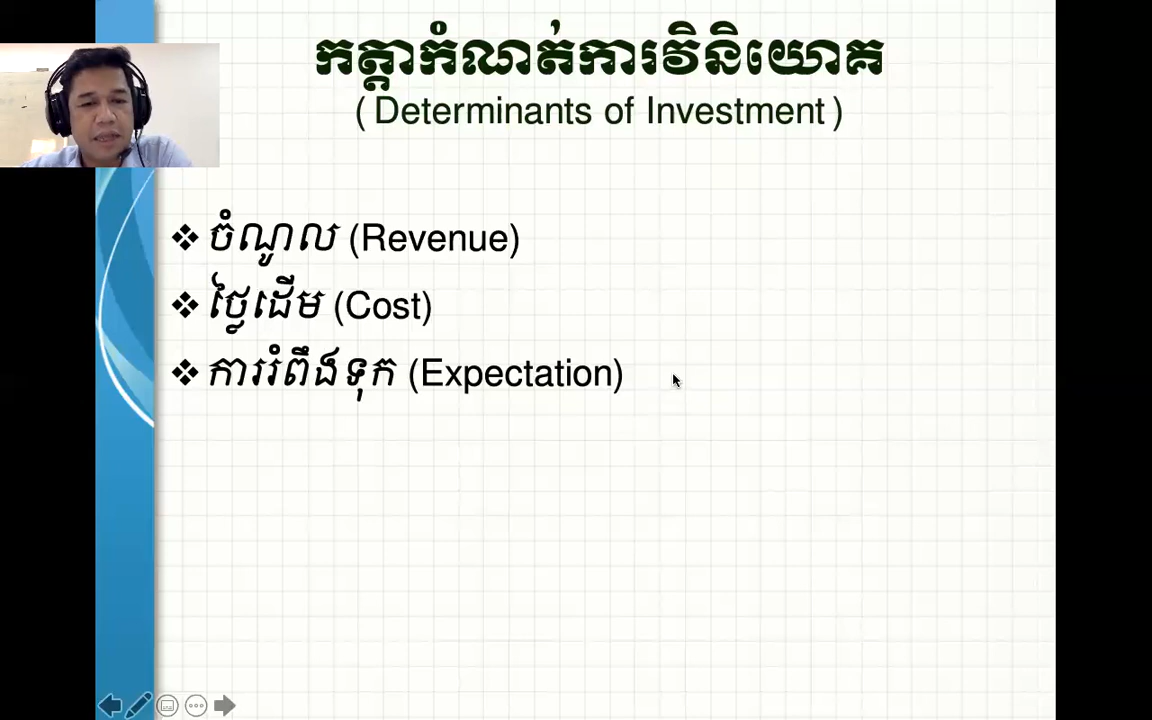 កត្តាកំណត់ការវិនិយោគ
( Determinants of Investment )
❖ ចំណូល (Revenue)
❖ ថ្លៃដើម (Cost)
❖ ការរំពឹងទុក (Expectation)